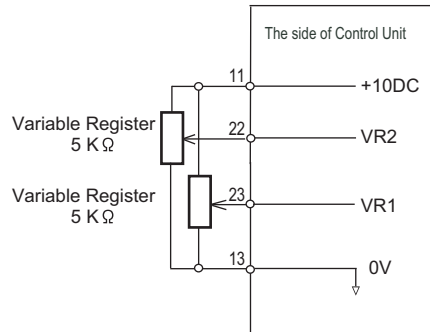 The side of Control Unit
11
+10DC
Variable Register
5 KΩ
22
VR2
Variable Register
5 KΩ
23
VR1
13
0V